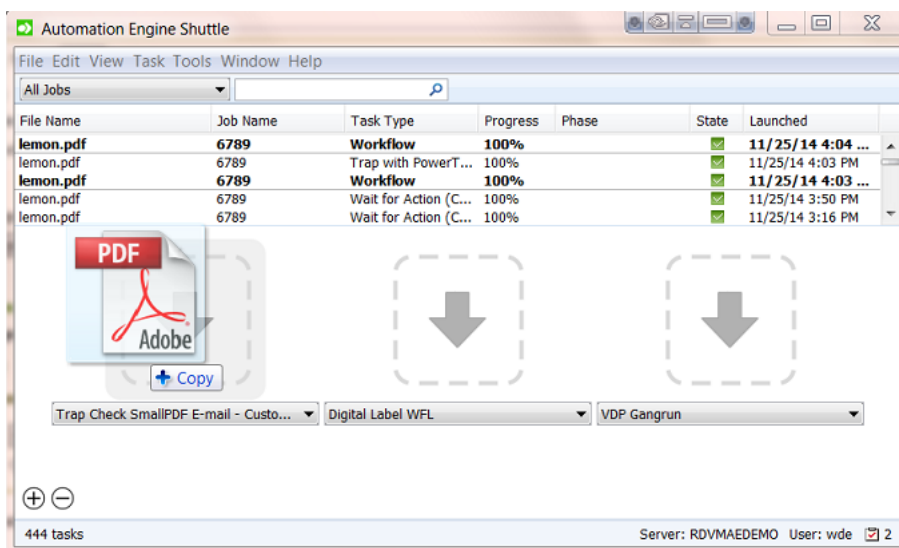 Automation Engine Shuttle
File Edit View Task Tools Window Help
All Jobs
File Name Job Name Task Type Progress Phase State Launched
lemon.pdf 6789 Workflow 100% 11/25/14 4:04 ...
lemon.pdf 6789 Trap with PowerT... 100% 11/25/14 4:03 PM
lemon.pdf 6789 Workflow 100% 11/25/14 4:03 ...
lemon.pdf 6789 Wait for Action (C... 100% 11/25/14 3:50 PM
lemon.pdf 6789 Wait for Action (C... 100% 11/25/14 3:16 PM
PDF
Adobe
Copy
Trap Check SmallPDF E-mail - Custo... Digital Label WFL VDP Gangrun
444 tasks Server: RDVMAEDEMO User: wde 2